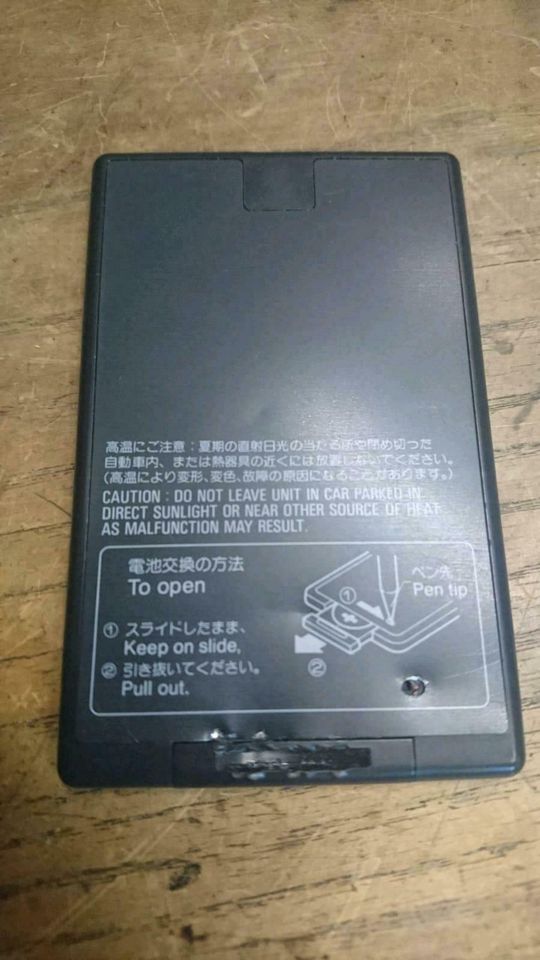 高温にご注意：夏期の直射日光の当たる所や閉め切った
自動車内、または熱器具の近くには放置しないでください。
(高温により変形、変色、故障の原因になることがあります。)
CAUTION : DO NOT LEAVE UNIT IN CAR PARKED IN
DIRECT SUNLIGHT OR NEAR OTHER SOURCE OF HEAT
AS MALFUNCTION MAY RESULT.
電池交換の方法
To open
① スライドしたまま、
Keep on slide,
② 引き抜いてください。
Pull out.
①
ペン先
Pen tip
②